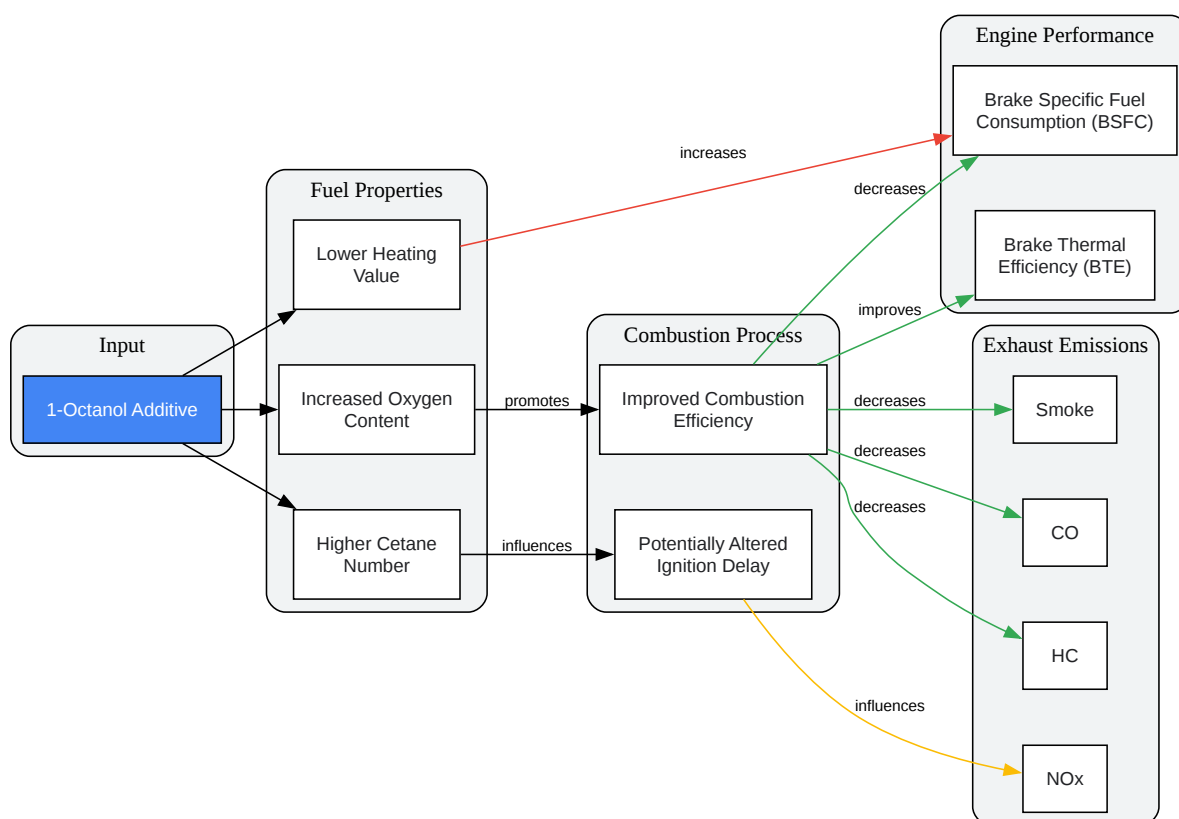 Engine Performance
Brake Specific Fuel
Consumption (BSFC)
increases
decreases
Fuel Properties
Lower Heating
Value
Brake Thermal
Efficiency (BTE)
improves
Input
Combustion Process
Exhaust Emissions
1-Octanol Additive
Increased Oxygen
Content
promotes
Improved Combustion
Efficiency
decreases
Smoke
decreases
decreases
CO
Higher Cetane
Number
influences
Potentially Altered
Ignition Delay
HC
influences
NOx